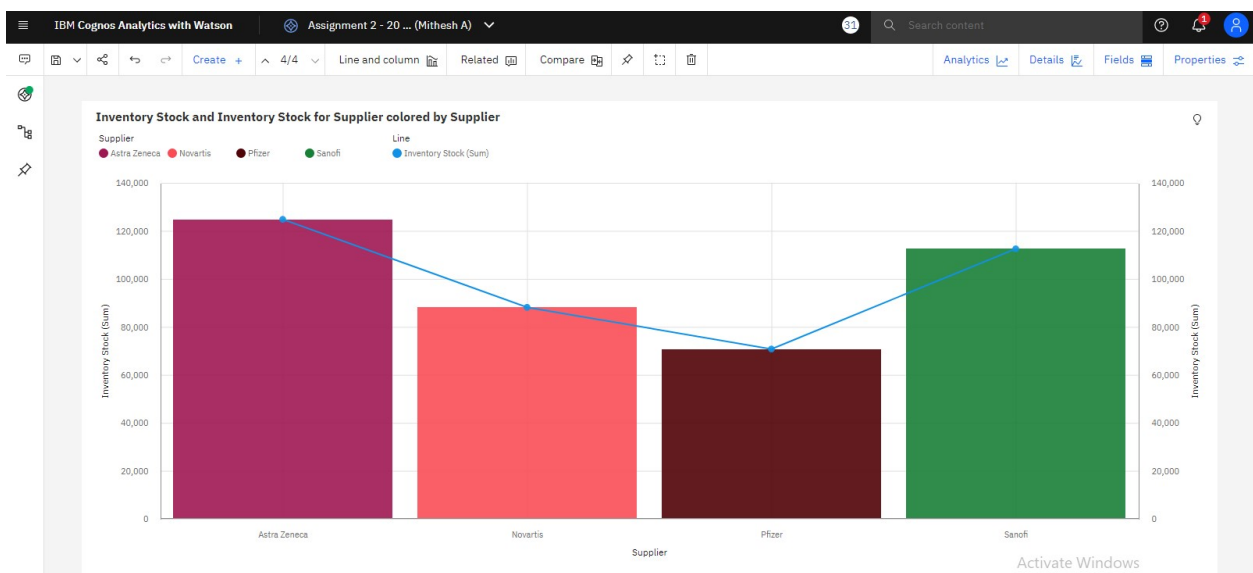 IBM Cognos Analytics with Watson
Assignment 2 - 20 ... (Mithesh A)
31
Search content
1
Create +
4/4
Line and column
Related
Compare
Analytics
Details
Fields
Properties
Inventory Stock and Inventory Stock for Supplier colored by Supplier
Supplier
Line
Astra Zeneca
Novartis
Pfizer
Sanofi
Inventory Stock (Sum)
140,000
120,000
100,000
80,000
60,000
40,000
20,000
0
Inventory Stock (Sum)
140,000
120,000
100,000
80,000
60,000
40,000
20,000
0
Inventory Stock (Sum)
Astra Zeneca
Novartis
Pfizer
Sanofi
Supplier
Activate Windows